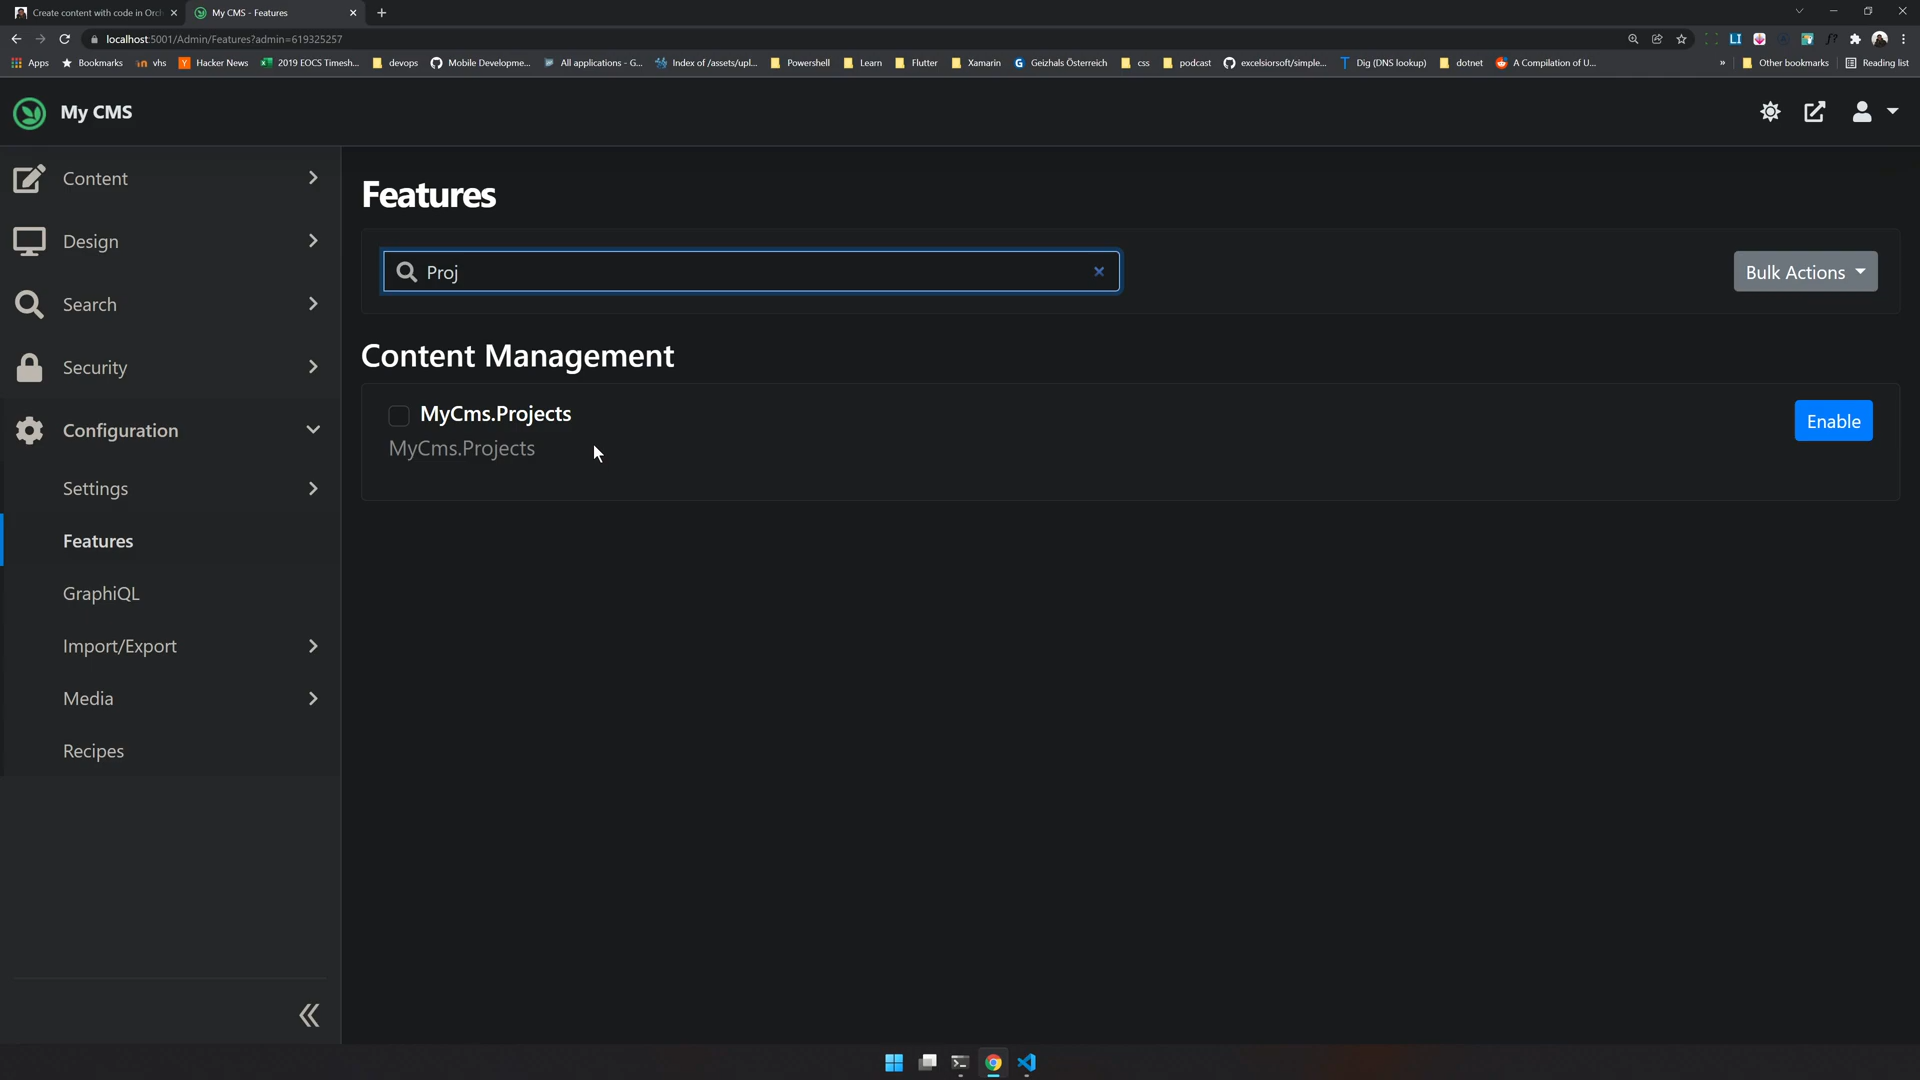 Create content with code in Orch
My CMS - Features
localhost:5001/Admin/Features?admin=619325257
Apps
Bookmarks
vhs
Hacker News
2019 EOCS Timesh...
devops
Mobile Developme...
All applications - G...
Index of /assets/upl...
Powershell
Learn
Flutter
Xamarin
Geizhals Österreich
css
podcast
excelsiorsoft/simple...
Dig (DNS lookup)
dotnet
A Compilation of U...
»
Other bookmarks
Reading list
My CMS
Content
Design
Search
Security
Configuration
Settings
Features
GraphiQL
Import/Export
Media
Recipes
Features
Proj
Bulk Actions
Content Management
MyCms.Projects
Enable
MyCms.Projects